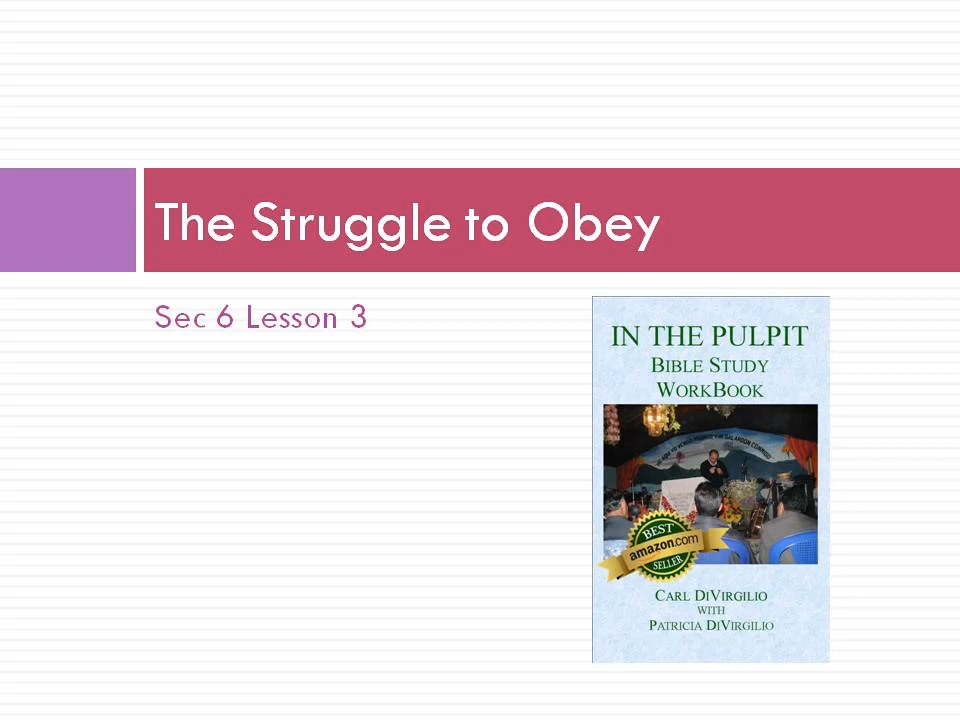 The Struggle to Obey
Sec 6 Lesson 3
IN THE PULPIT
BIBLE STUDY
WORKBOOK
BEST
amazon.com
SELLER
CARL DIVIRGILIO
WITH
PATRICIA DIVIRGILIO